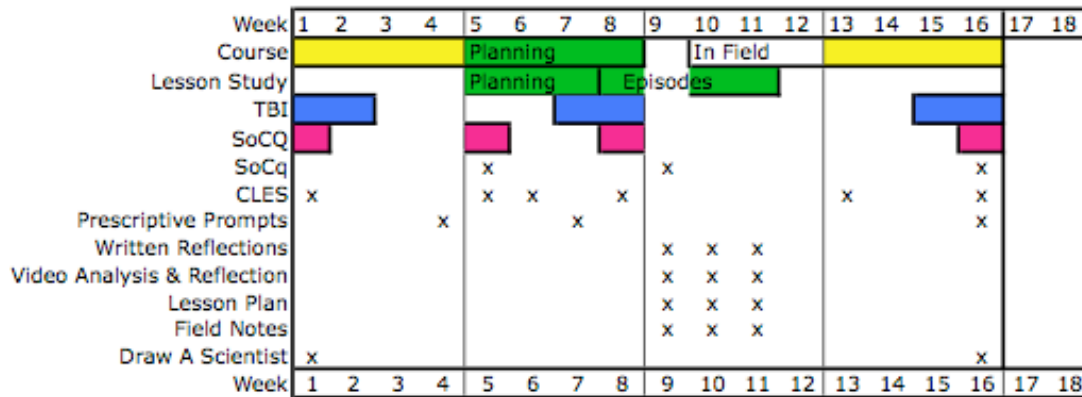 Week 1 2 3 4 5 6 7 8 9 10 11 12 13 14 15 16 17 18
Course Planning In Field
Lesson Study Planning Episodes
TBI
SoCQ
SoCq x x x
CLES x x x x x x
Prescriptive Prompts x x x
Written Reflections x x x
Video Analysis & Reflection x x x
Lesson Plan x x x
Field Notes x x x
Draw A Scientist x x
Week 1 2 3 4 5 6 7 8 9 10 11 12 13 14 15 16 17 18